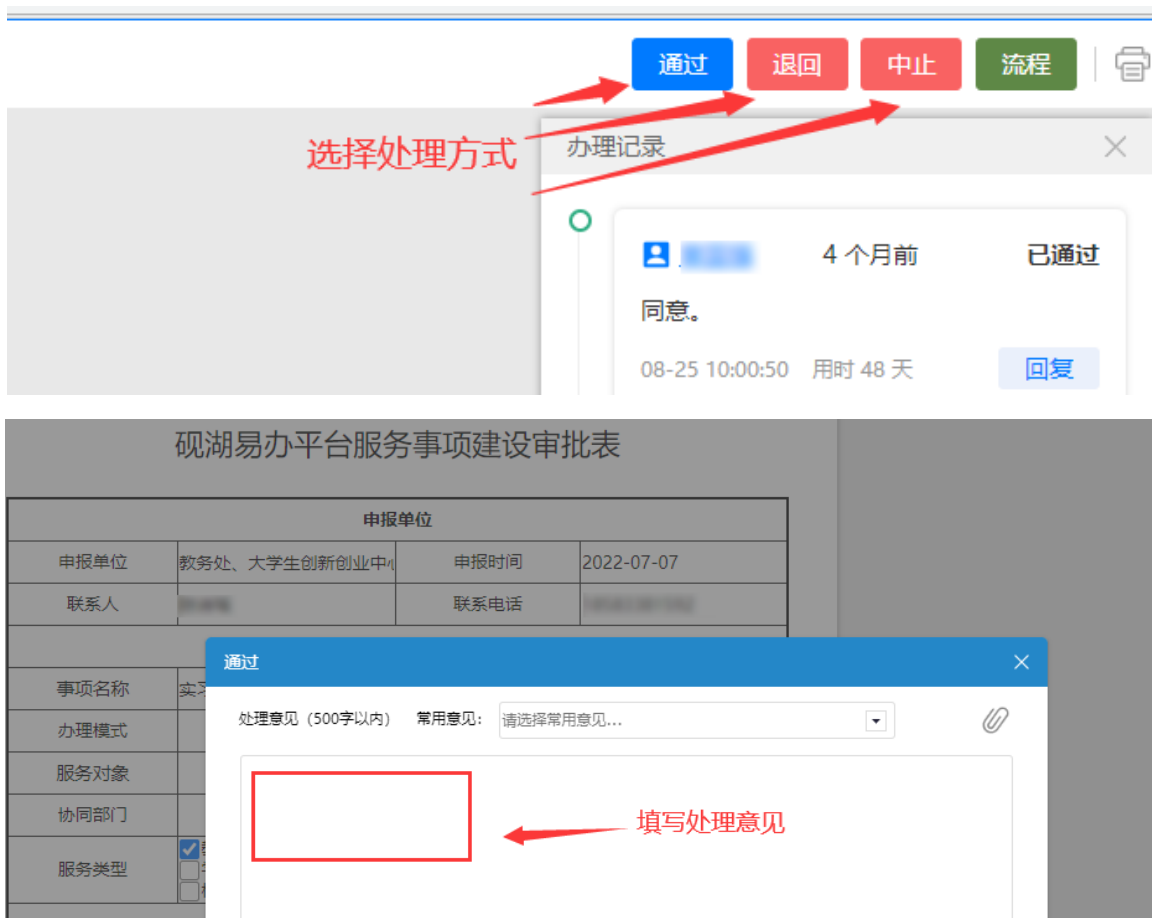 通过 退回 中止 流程
选择处理方式
办理记录
4 个月前 已通过
同意。
08-25 10:00:50 用时 48 天 回复
砚湖易办平台服务事项建设审批表
申报单位
申报单位 教务处、大学生创新创业中 申报时间 2022-07-07
联系人 联系电话
通过
事项名称 实
处理意见（500字以内） 常用意见： 请选择常用意见...
办理模式
服务对象
协同部门
填写处理意见
服务类型